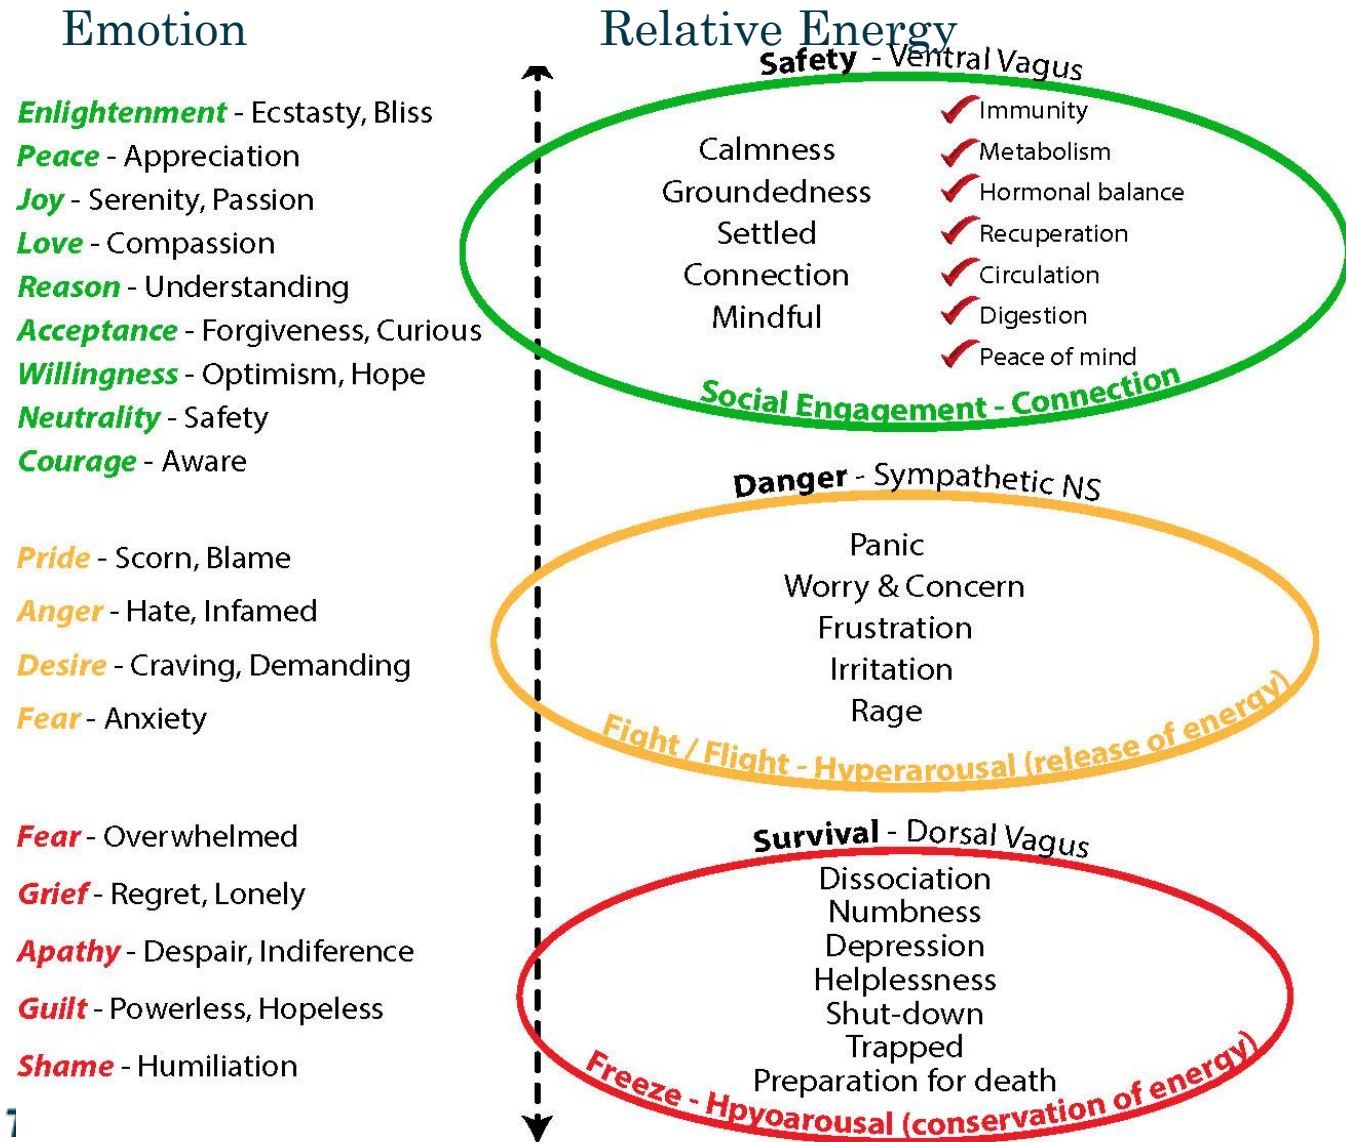 Emotion
Relative Energy
Enlightenment - Ecstasty, Bliss
Peace - Appreciation
Joy - Serenity, Passion
Love - Compassion
Reason - Understanding
Acceptance - Forgiveness, Curious
Willingness - Optimism, Hope
Neutrality - Safety
Courage - Aware
Pride - Scorn, Blame
Anger - Hate, Infamed
Desire - Craving, Demanding
Fear - Anxiety
Fear - Overwhelmed
Grief - Regret, Lonely
Apathy - Despair, Indiference
Guilt - Powerless, Hopeless
Shame - Humiliation
Safety - Ventral Vagus
Calmness
Groundedness
Settled
Connection
Mindful
Immunity
Metabolism
Hormonal balance
Recuperation
Circulation
Digestion
Peace of mind
Social Engagement - Connection
Danger - Sympathetic NS
Panic
Worry & Concern
Frustration
Irritation
Rage
Fight / Flight - Hyperarousal (release of energy)
Survival - Dorsal Vagus
Dissociation
Numbness
Depression
Helplessness
Shut-down
Trapped
Preparation for death
Freeze - Hpyoarousal (conservation of energy)